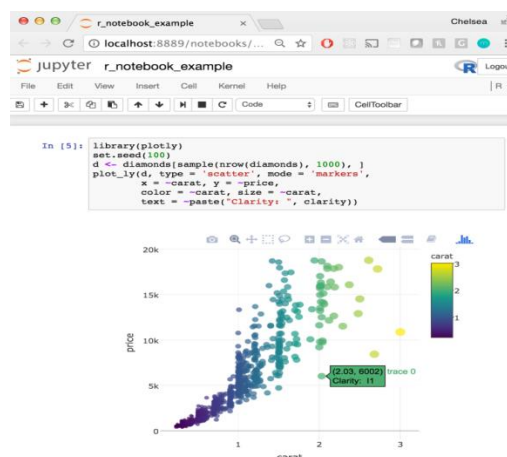 r_notebook_example
Chelsea
localhost:8889/notebooks/...
jupyter r_notebook_example
Logou
File Edit View Insert Cell Kernel Help
R
Code
CellToolbar
In [5]: library(plotly)
set.seed(100)
d <- diamonds[sample(nrow(diamonds), 1000), ]
plot_ly(d, type = 'scatter', mode = 'markers',
x = ~carat, y = ~price,
color = ~carat, size = ~carat,
text = ~paste("Clarity: ", clarity))
carat
20k
3
15k
2
price
10k
1
(2.03, 6002) trace 0
Clarity: I1
5k
0
1 2 3
carat